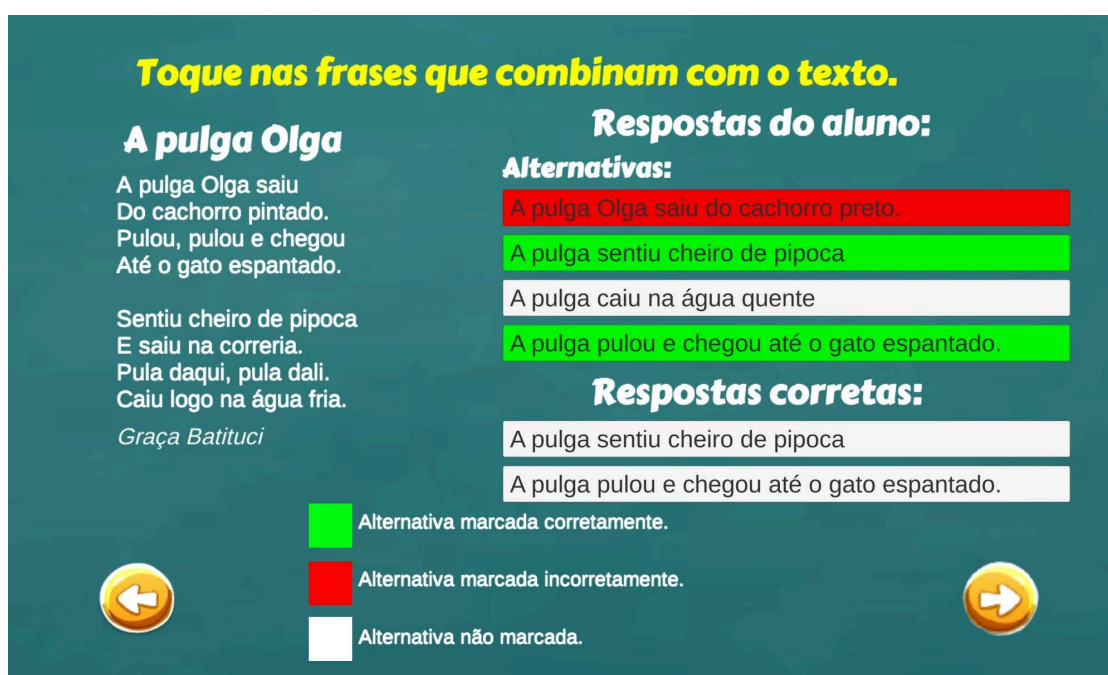 Toque nas frases que combinam com o texto.
A pulga Olga
A pulga Olga saiu
Do cachorro pintado.
Pulou, pulou e chegou
Até o gato espantado.
Sentiu cheiro de pipoca
E saiu na correria.
Pula daqui, pula dali.
Caiu logo na água fria.
Graça Batituci
Respostas do aluno:
Alternativas:
A pulga Olga saiu do cachorro preto.
A pulga sentiu cheiro de pipoca
A pulga caiu na água quente
A pulga pulou e chegou até o gato espantado.
Respostas corretas:
A pulga sentiu cheiro de pipoca
A pulga pulou e chegou até o gato espantado.
Alternativa marcada corretamente.
Alternativa marcada incorretamente.
Alternativa não marcada.